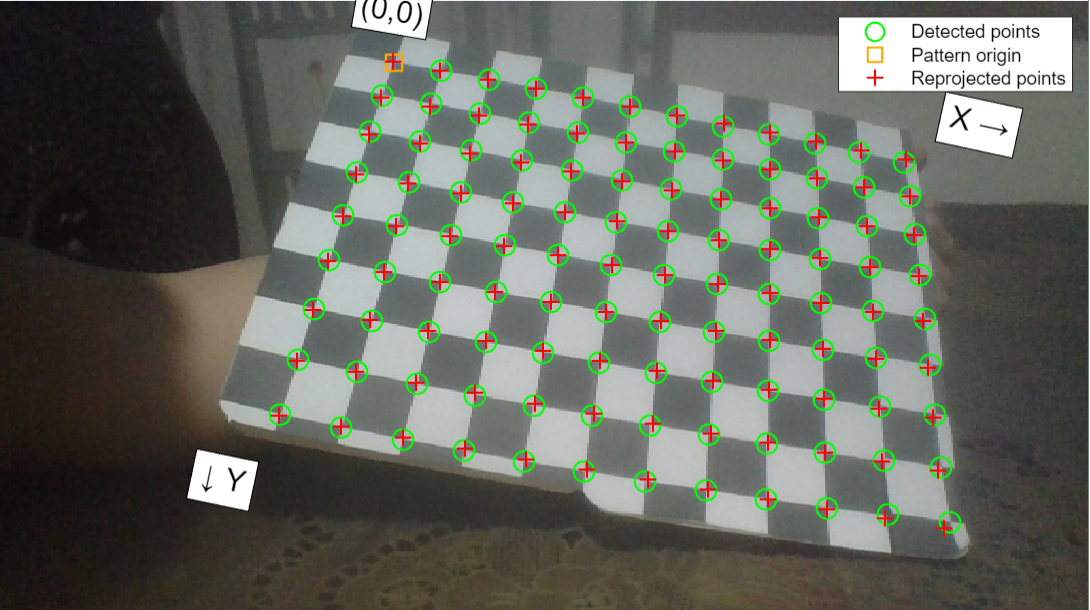 (0,0)
Detected points
Pattern origin
Reprojected points
X →
↓ Y